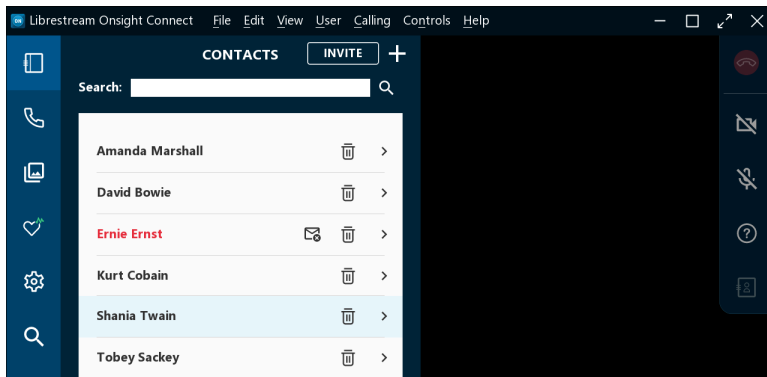 ON Librestream Onsight Connect File Edit View User Calling Controls Help
CONTACTS INVITE
Search:
Amanda Marshall
David Bowie
Ernie Ernst
Kurt Cobain
Shania Twain
Tobey Sackey